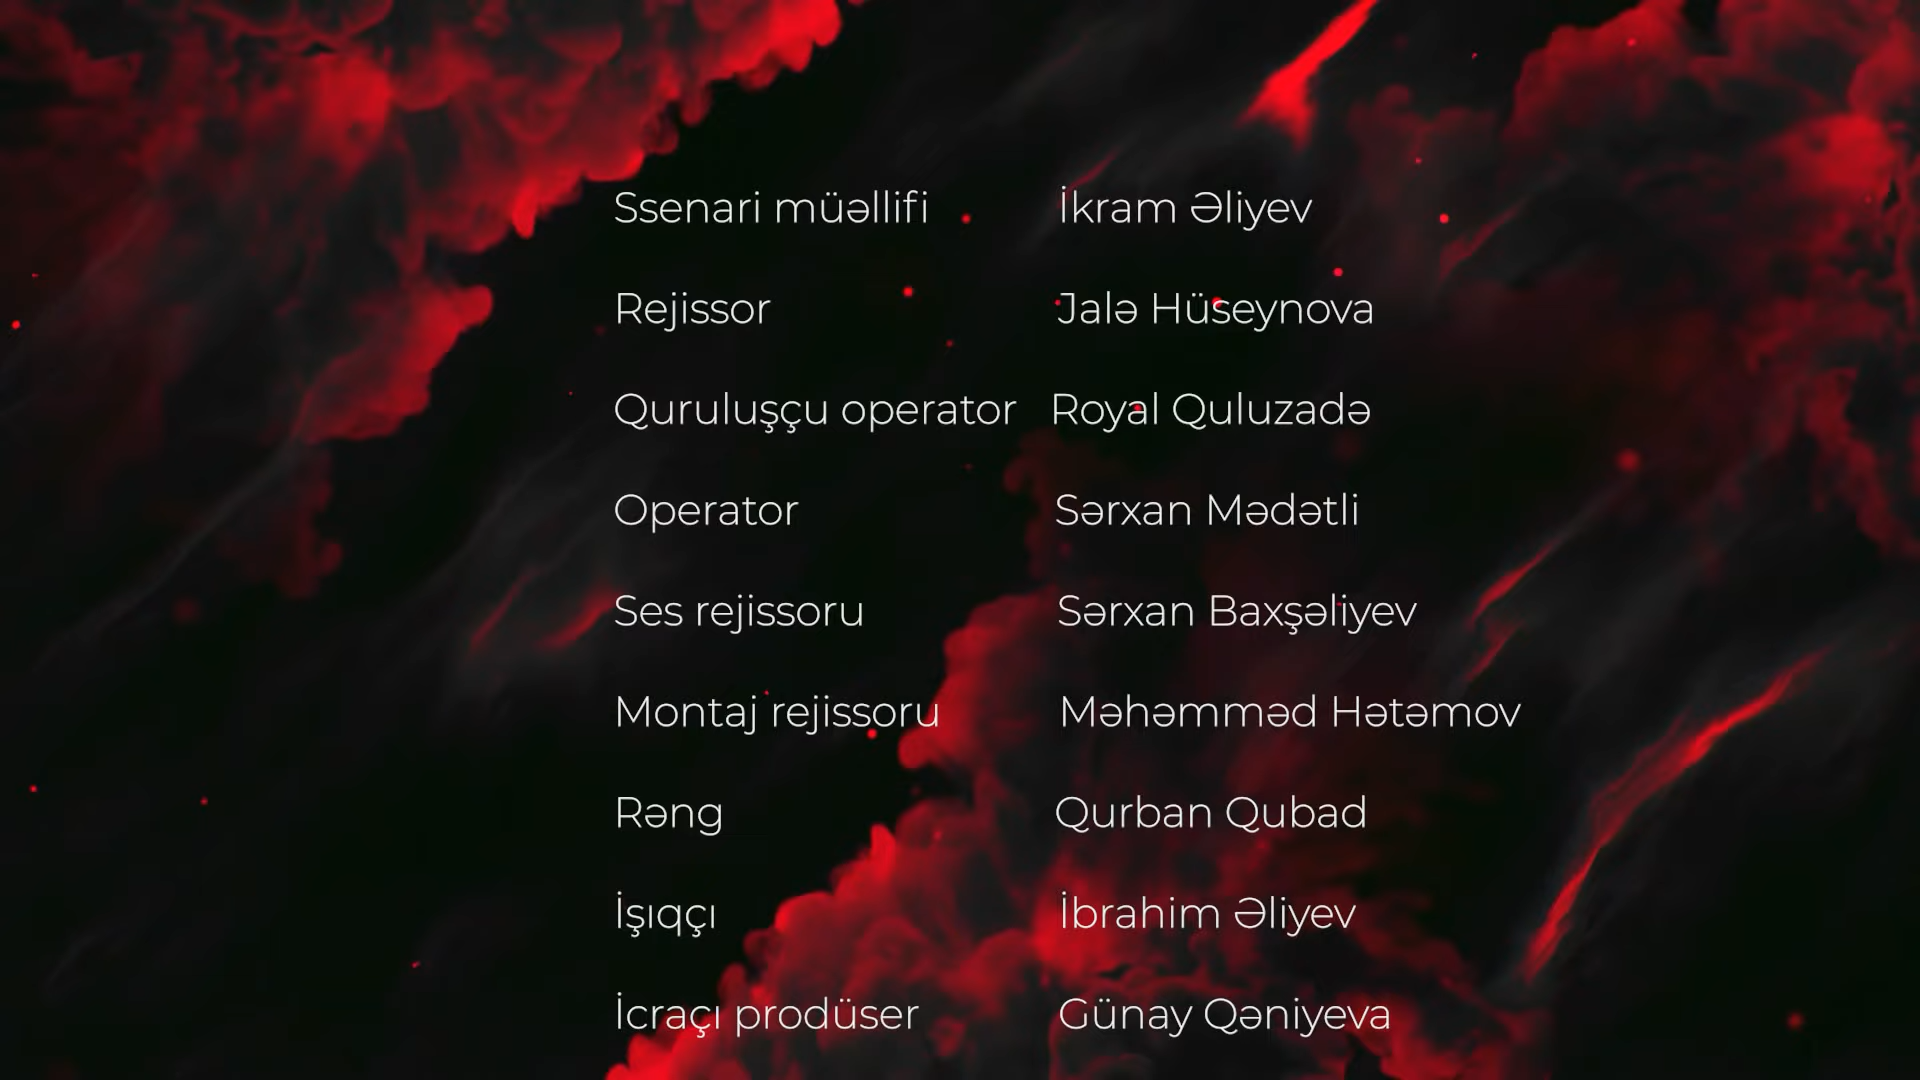 Ssenari müəllifi İkram Əliyev
Rejissor Jalə Hüseynova
Quruluşçu operator Royal Quluzadə
Operator Sərxan Mədətli
Ses rejissoru Sərxan Baxşəliyev
Montaj rejissoru Məhəmməd Hətəmov
Rəng Qurban Qubad
İşıqçı İbrahim Əliyev
İcraçı prodüser Günay Qəniyeva